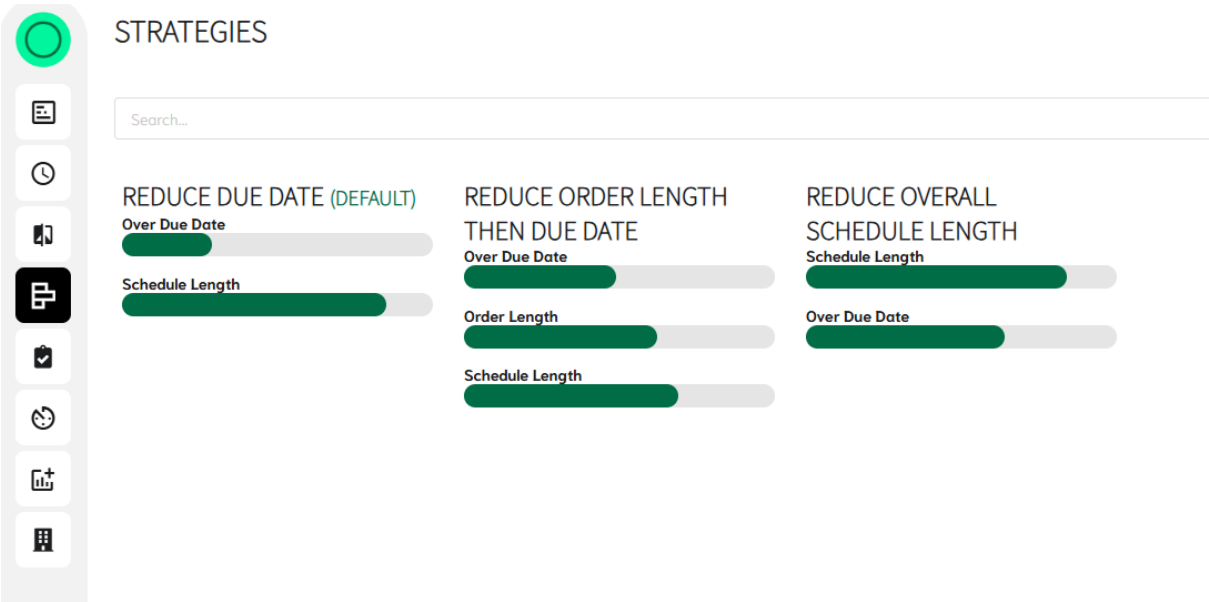 STRATEGIES
Search...
REDUCE DUE DATE (DEFAULT)
Over Due Date
Schedule Length
REDUCE ORDER LENGTH
THEN DUE DATE
Over Due Date
Order Length
Schedule Length
REDUCE OVERALL
SCHEDULE LENGTH
Schedule Length
Over Due Date